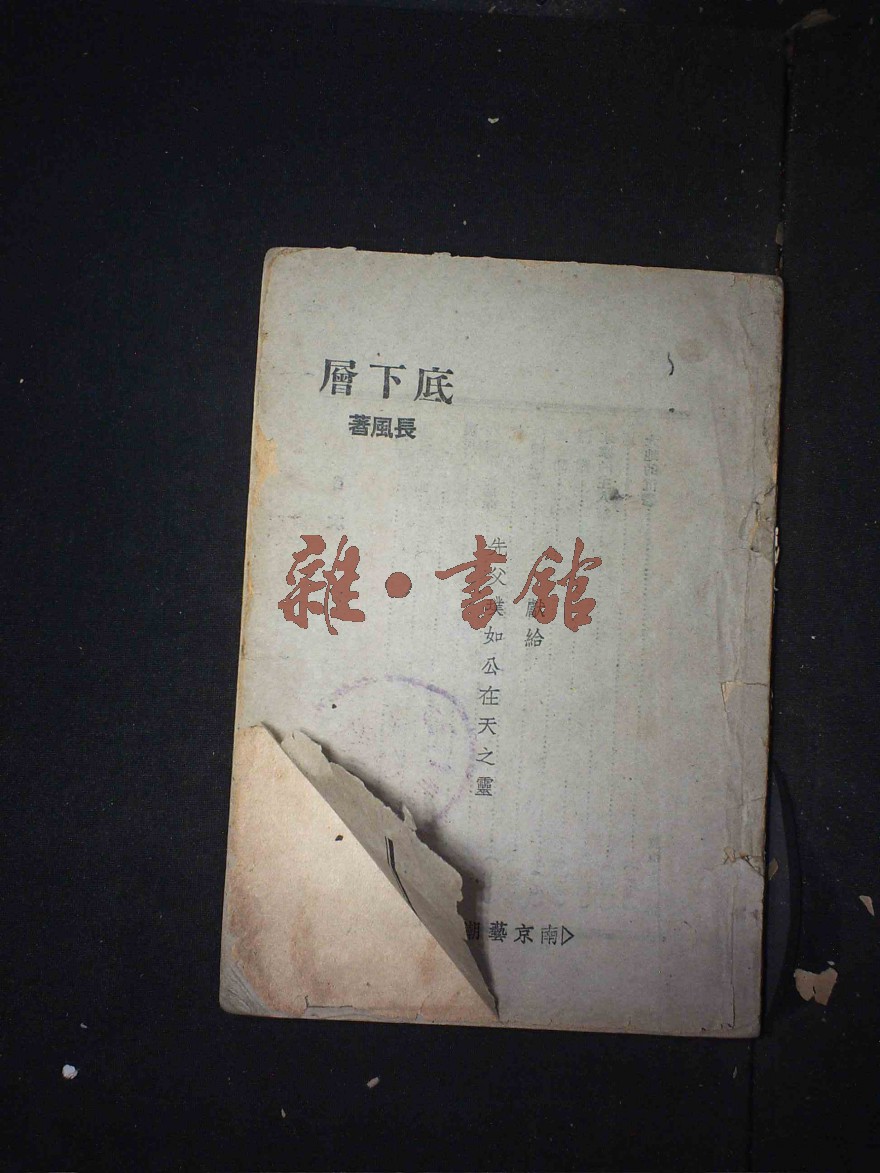 底下層
長風著
獻給
先父如公在天之靈
▷南京藝
雜·書館